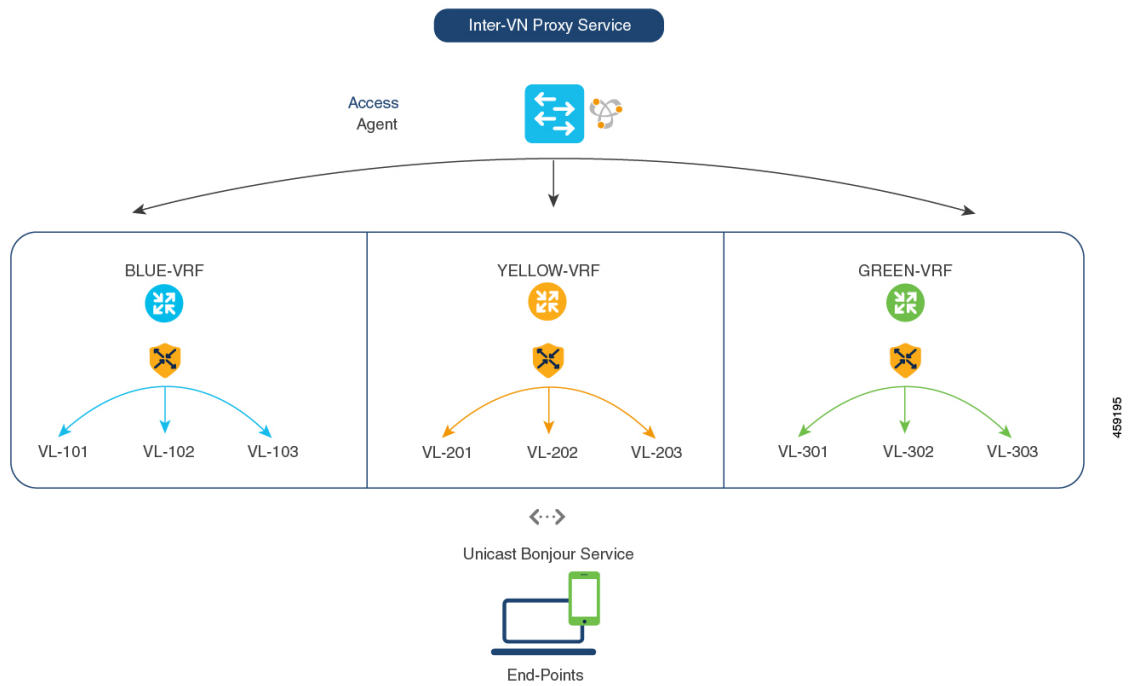 Inter-VN Proxy Service
Access
Agent
BLUE-VRF
YELLOW-VRF
GREEN-VRF
VL-101
VL-102
VL-103
VL-201
VL-202
VL-203
VL-301
VL-302
VL-303
459195
Unicast Bonjour Service
End-Points